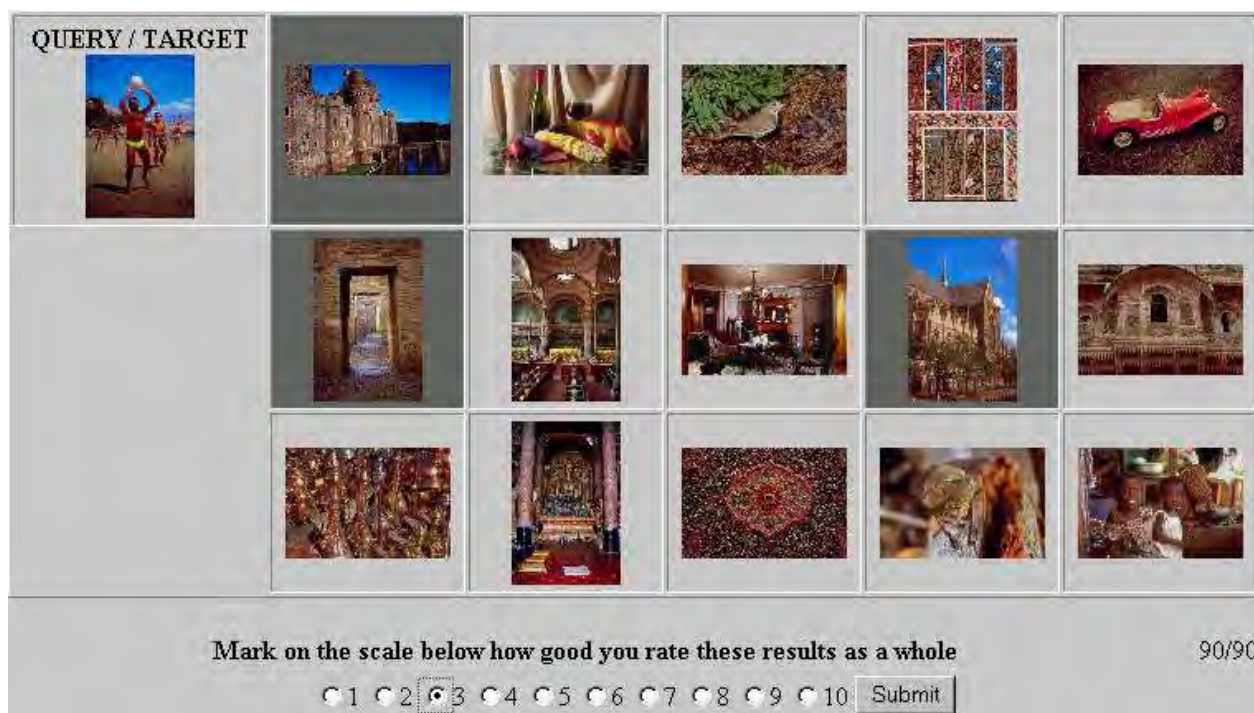 QUERY / TARGET
Mark on the scale below how good you rate these results as a whole
90/90
1 2 3 4 5 6 7 8 9 10 Submit